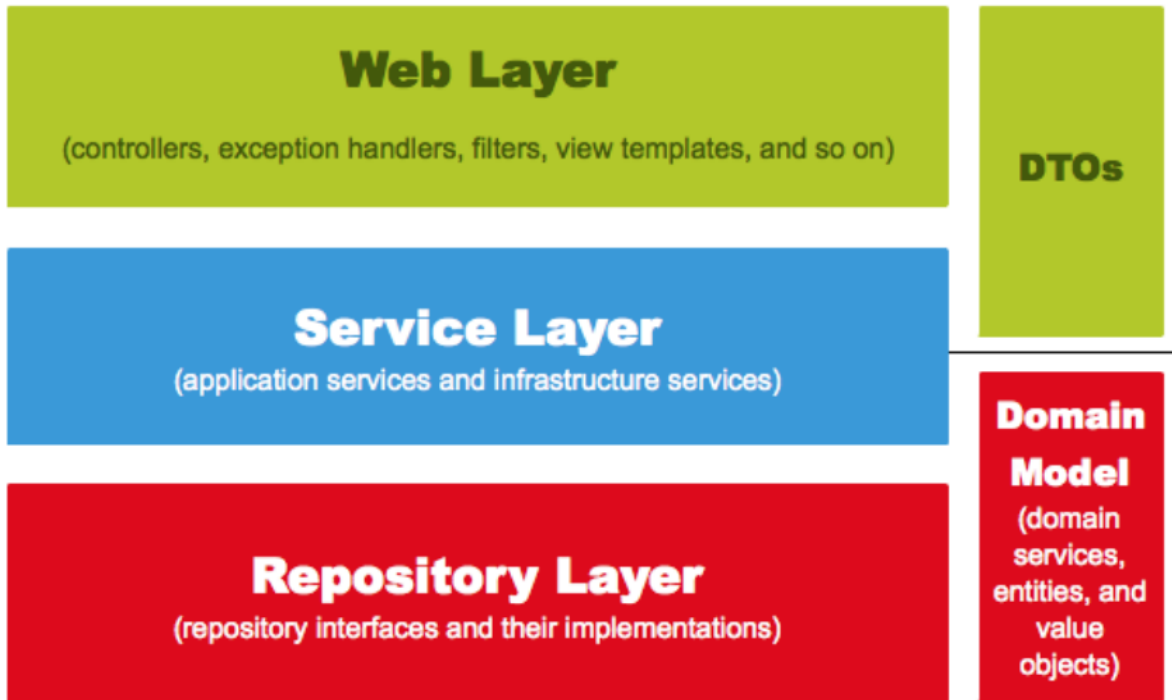 Web Layer
(controllers, exception handlers, filters, view templates, and so on)
DTOs
Service Layer
(application services and infrastructure services)
Repository Layer
(repository interfaces and their implementations)
Domain
Model
(domain
services,
entities, and
value
objects)